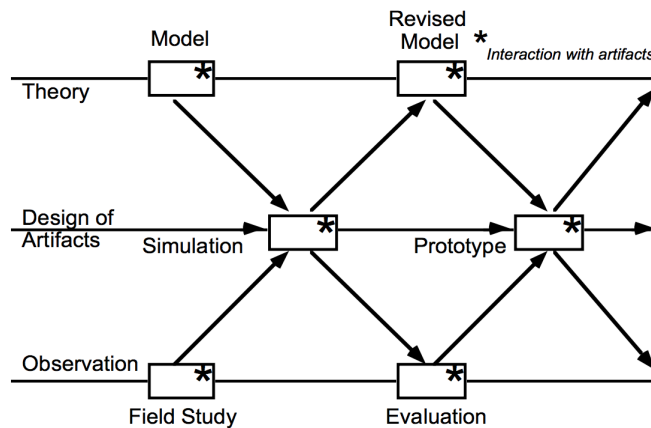 Model
Revised
Model
* Interaction with artifacts
*
*
Theory
Design of
Artifacts
Simulation
*
Prototype
*
Observation
*
*
Field Study
Evaluation